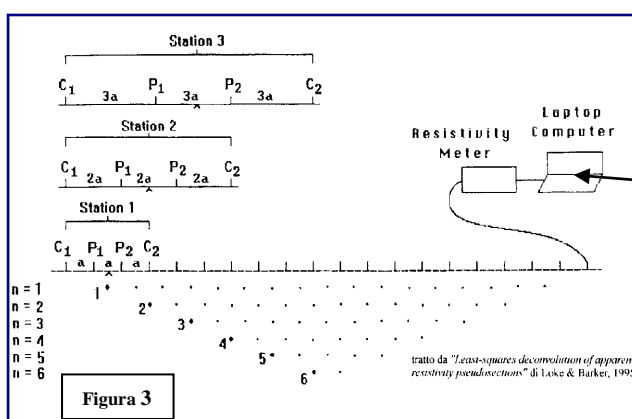 Station 3
C1 P1 P2 C2
3a 3a 3a
Station 2
C1 P1 P2 C2
2a 2a 2a
Resistivity Meter
Laptop Computer
Station 1
C1 P1 P2 C2
a a a
n = 1 1
n = 2 2
n = 3 3
n = 4 4
n = 5 5
n = 6 6
tratto da "Least-squares deconvolution of apparen
resistivity pseudosections" di Loke & Barker, 1995
Figura 3